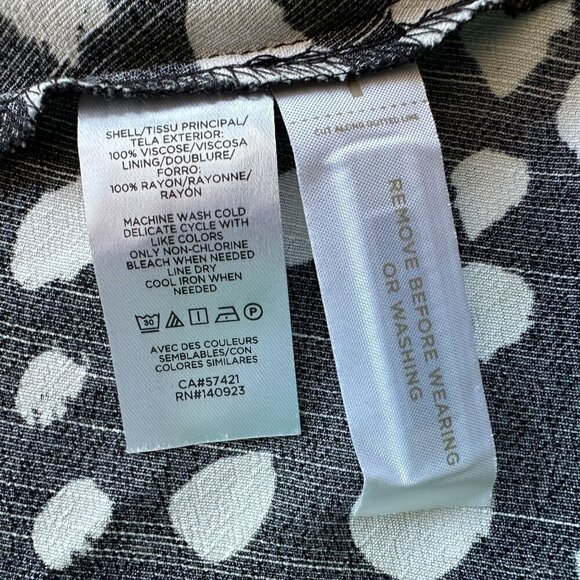 SHELL/TISSU PRINCIPAL/
TELA EXTERIOR:
100% VISCOSE/VISCOSA
LINING/DOUBLURE/
FORRO:
100% RAYON/RAYONNE/
RAYÓN
MACHINE WASH COLD
DELICATE CYCLE WITH
LIKE COLORS
ONLY NON-CHLORINE
BLEACH WHEN NEEDED
LINE DRY
COOL IRON WHEN
NEEDED
30 P
AVEC DES COULEURS
SEMBLABLES/CON
COLORES SIMILARES
CA#57421
RN#140923
CUT ALONG DOTTED LINE
REMOVE BEFORE WEARING
OR WASHING